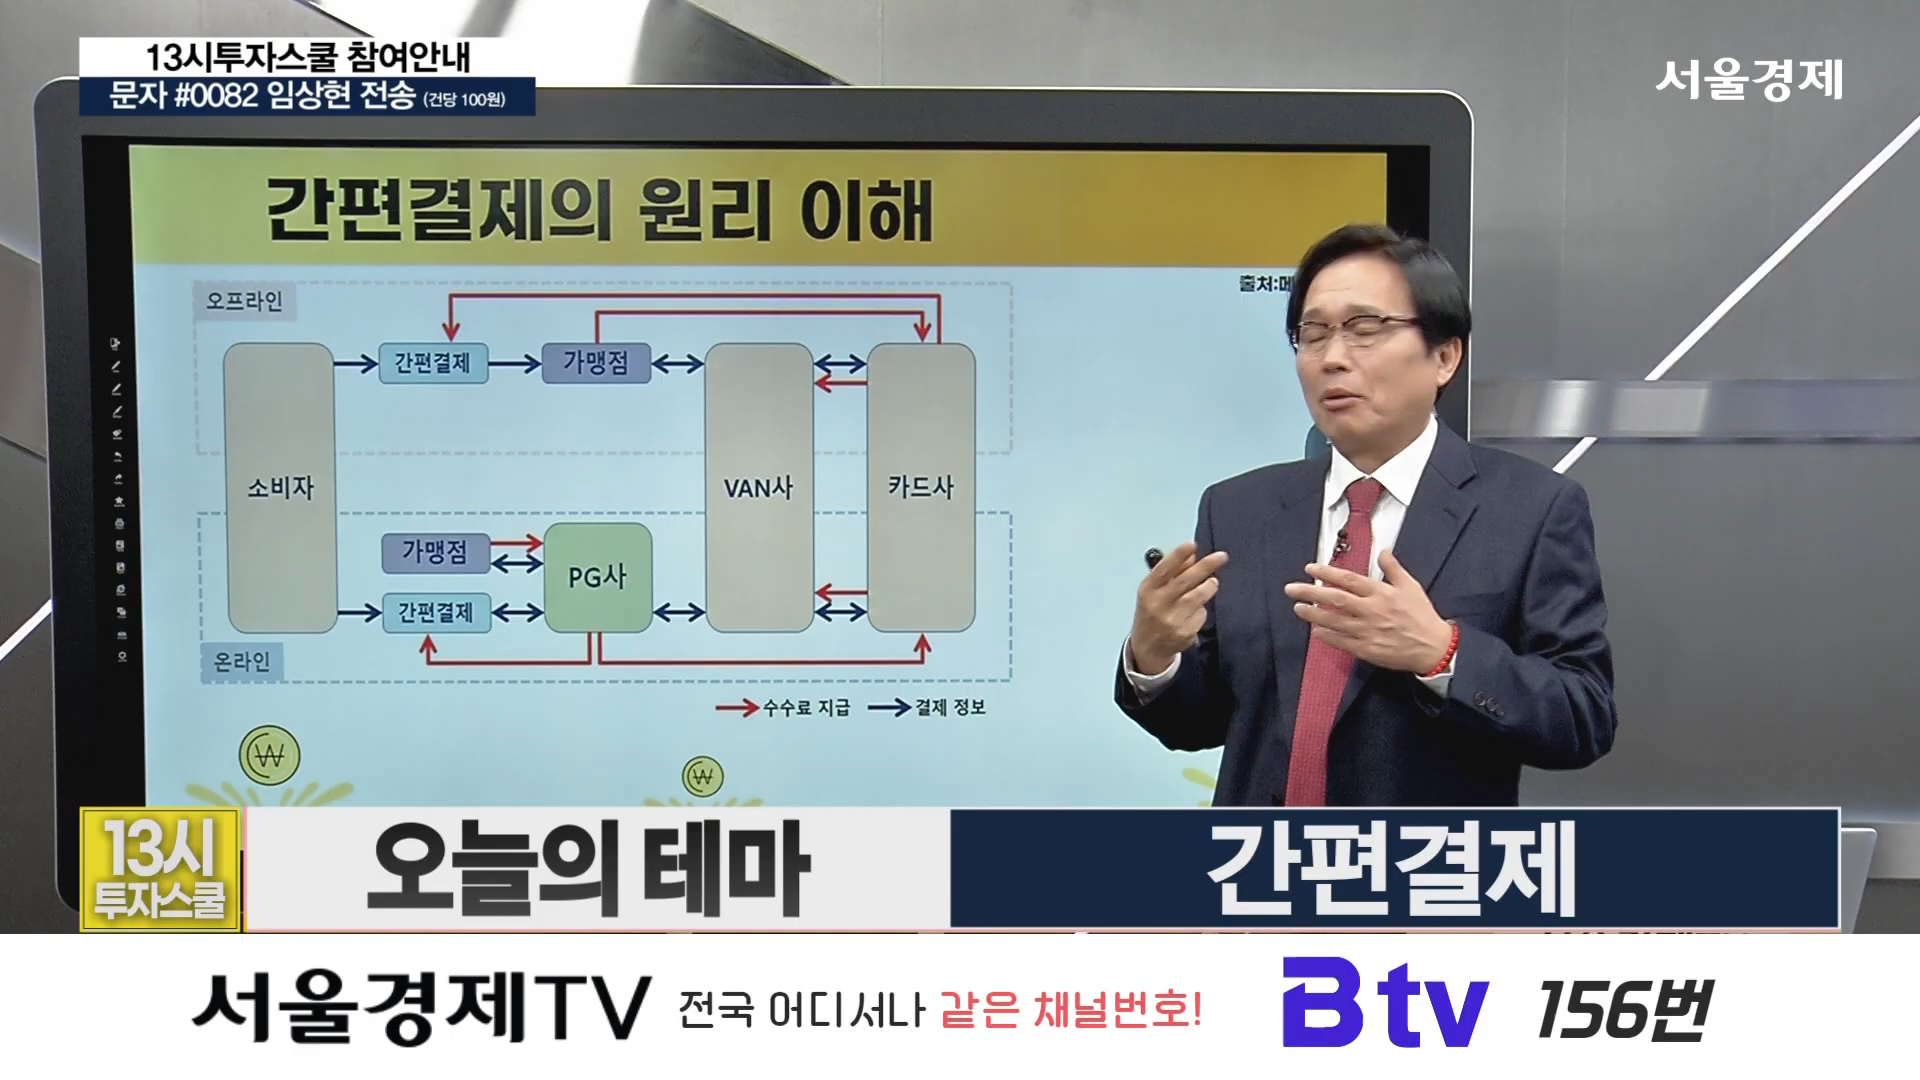 13시투자스쿨 참여안내
문자 #0082 임상현 전송 (건당 100원)
서울경제
간편결제의 원리 이해
출처:메
오프라인
간편결제
가맹점
소비자
VAN사
카드사
가맹점
PG사
간편결제
온라인
수수료 지급
결제 정보
13시
투자스쿨
오늘의 테마
간편결제
서울경제TV 전국 어디서나 같은 채널번호! B tv 156번